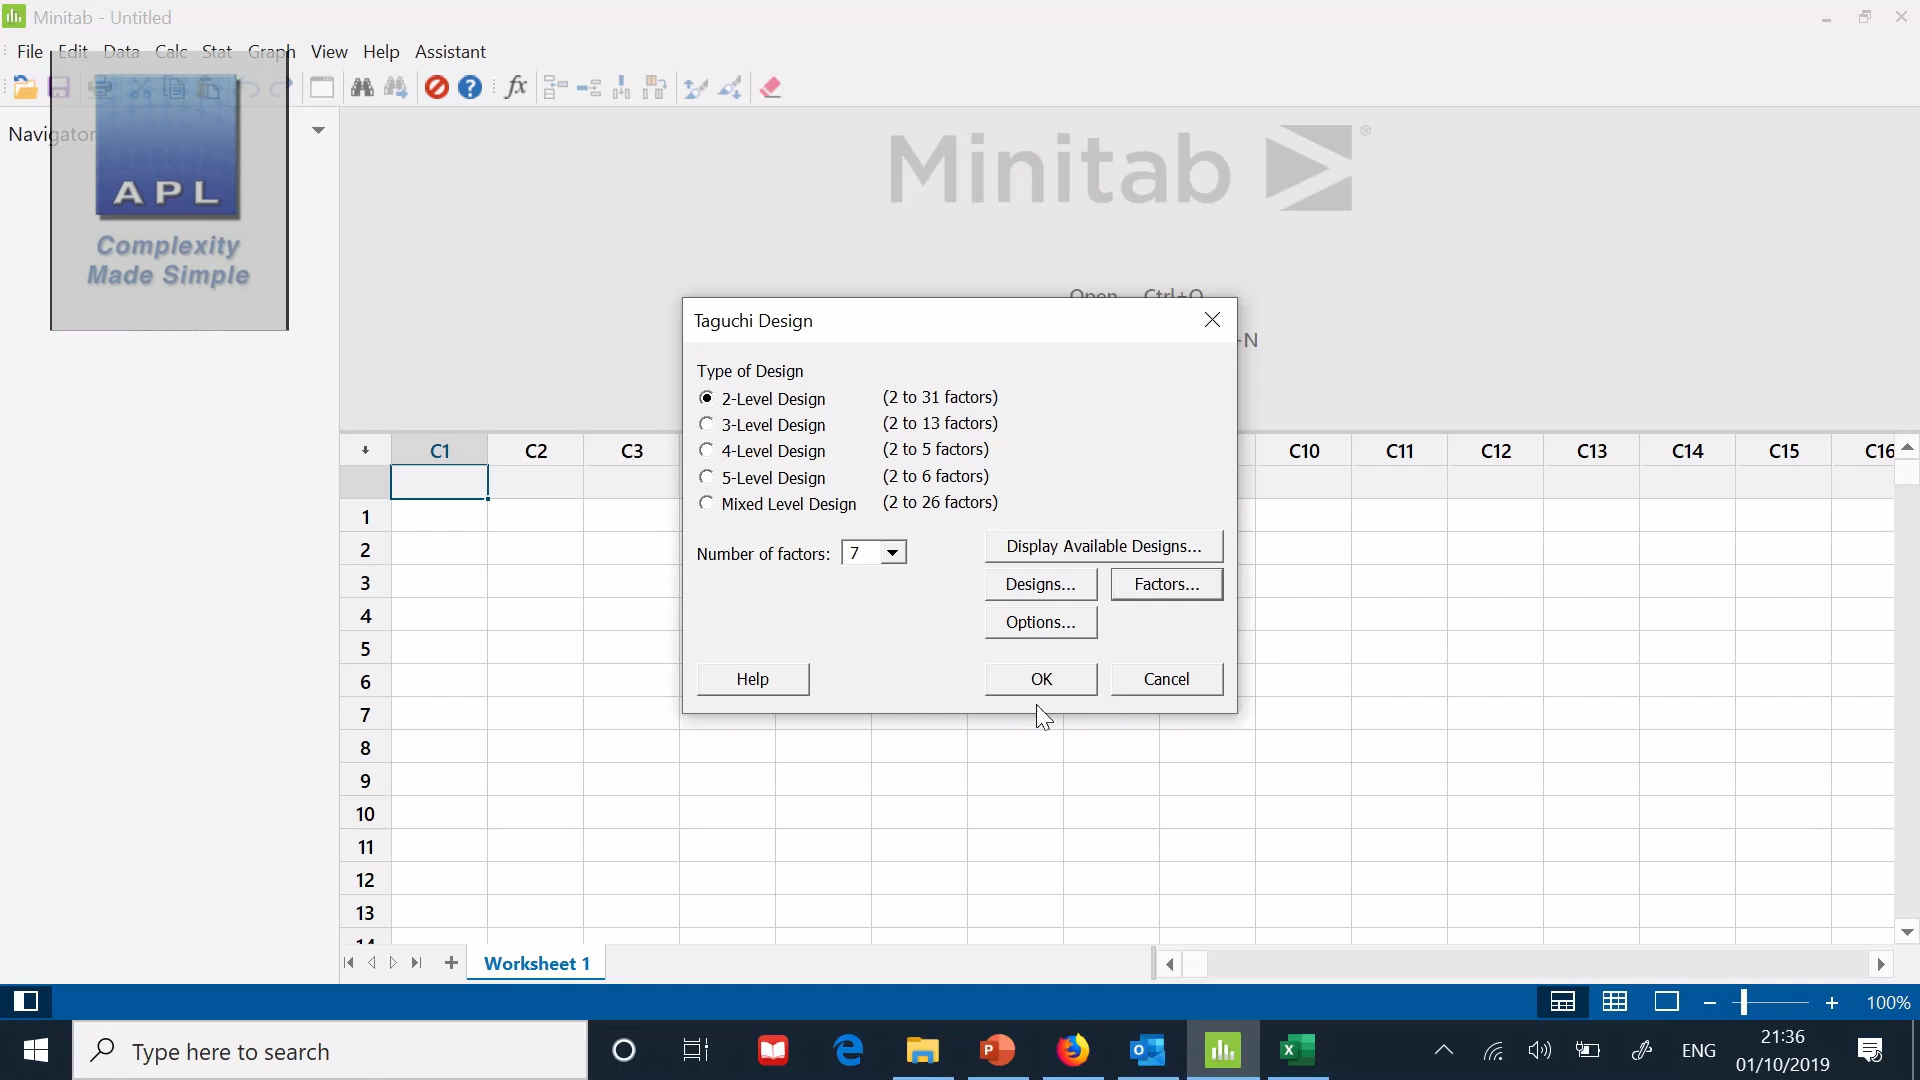 Minitab - Untitled
File Edit Data Calc Stat Graph View Help Assistant
fx
Navigator
APL
Complexity
Made Simple
Minitab
Open Ctrl+O
-N
Taguchi Design
Type of Design
2-Level Design (2 to 31 factors)
3-Level Design (2 to 13 factors)
4-Level Design (2 to 5 factors)
5-Level Design (2 to 6 factors)
Mixed Level Design (2 to 26 factors)
Number of factors: 7
Display Available Designs...
Designs... Factors...
Options...
Help OK Cancel
C1 C2 C3 C10 C11 C12 C13 C14 C15 C16
1
2
3
4
5
6
7
8
9
10
11
12
13
14
Worksheet 1
100%
Type here to search
ENG
21:36
01/10/2019